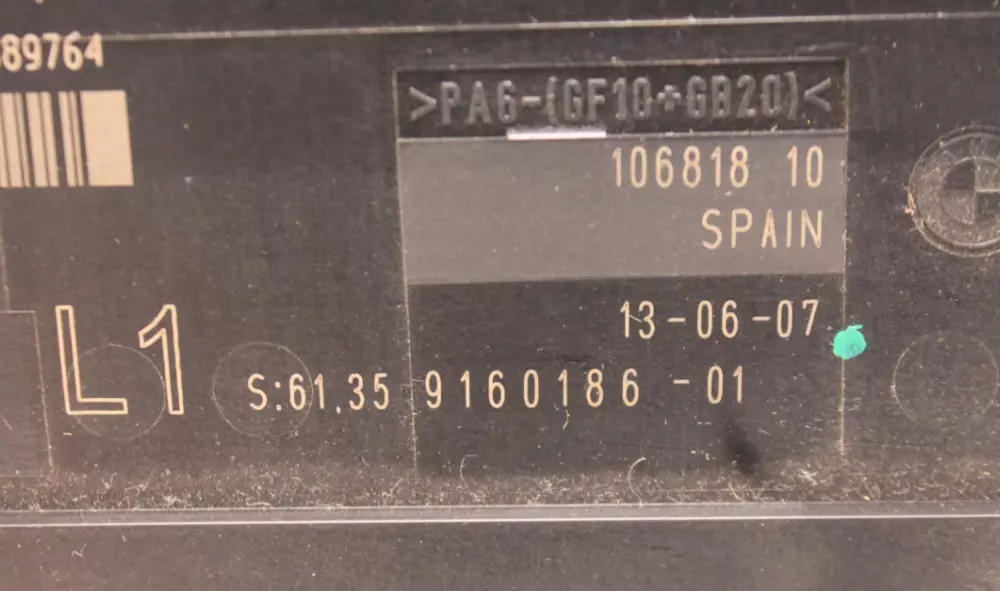 89764
>PA6-(GF10+GB20)<
106818 10
SPAIN
13-06-07
L1
S:61.35 9160186 -01